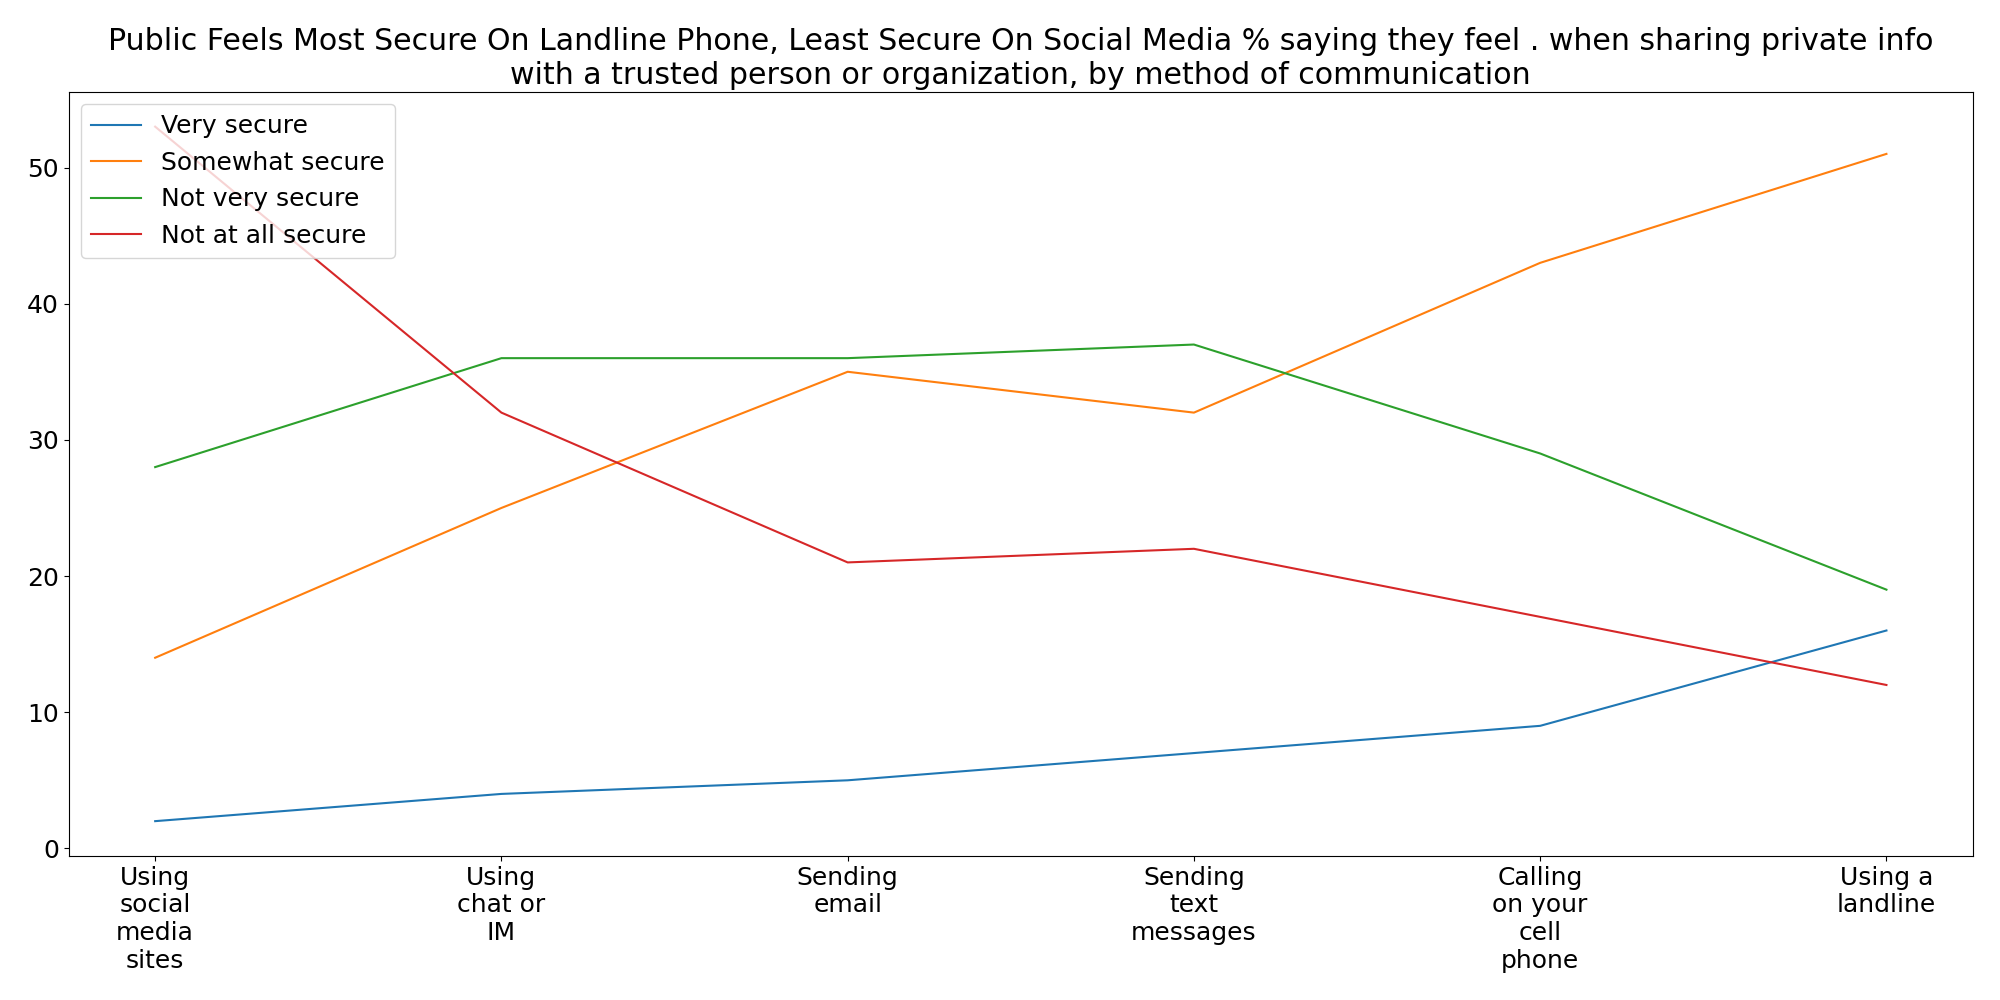 Public Feels Most Secure On Landline Phone, Least Secure On Social Media % saying they feel . when sharing private info
with a trusted person or organization, by method of communication
Very secure
Somewhat secure
Not very secure
Not at all secure
50
40
30
20
10
0
Using
social
media
sites
Using
chat or
IM
Sending
email
Sending
text
messages
Calling
on your
cell
phone
Using a
landline